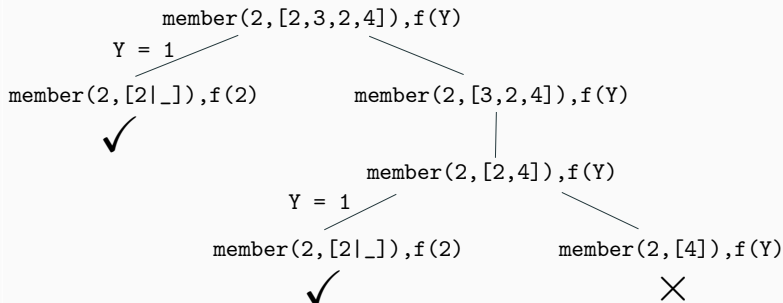 member(2,[2,3,2,4]),f(Y)
Y = 1
member(2,[2|_]),f(2) member(2,[3,2,4]),f(Y)
member(2,[2,4]),f(Y)
Y = 1
member(2,[2|_]),f(2) member(2,[4]),f(Y)